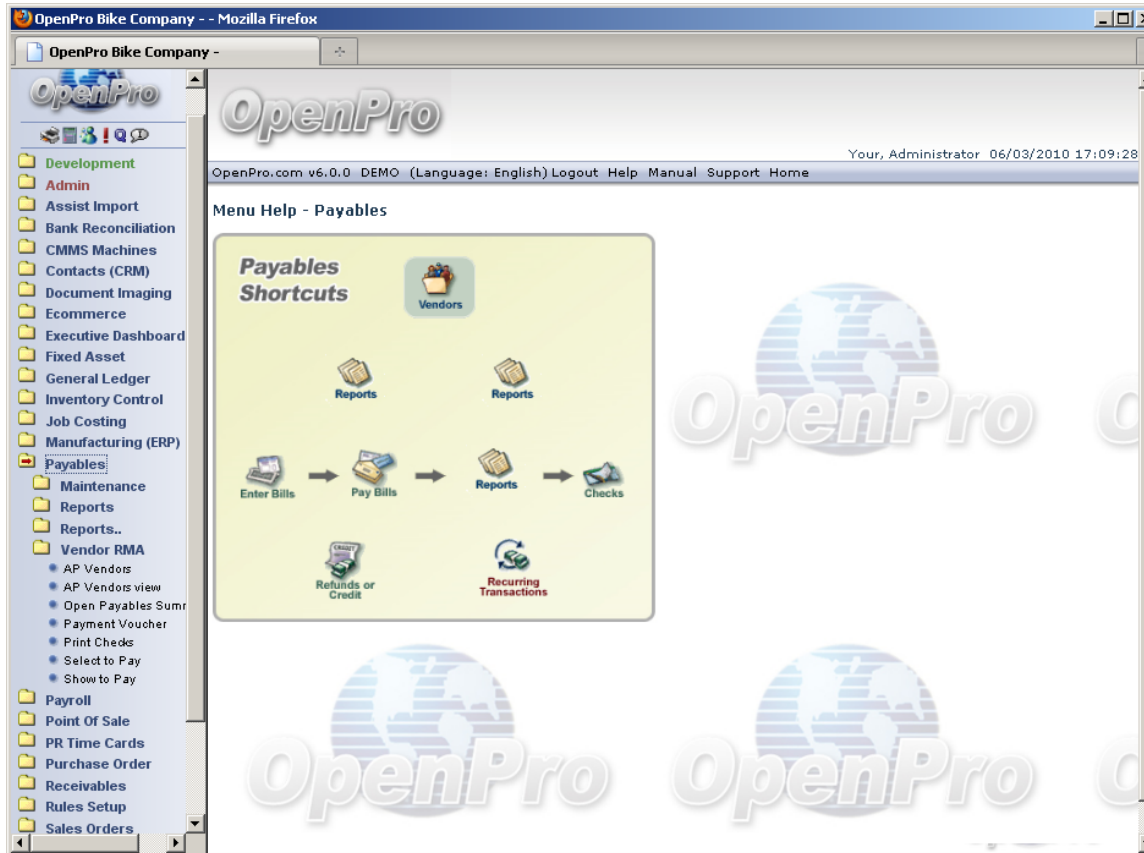 OpenPro Bike Company - - Mozilla Firefox
OpenPro Bike Company -
OpenPro
Development
Admin
Assist Import
Bank Reconciliation
CMMS Machines
Contacts (CRM)
Document Imaging
Ecommerce
Executive Dashboard
Fixed Asset
General Ledger
Inventory Control
Job Costing
Manufacturing (ERP)
Payables
Maintenance
Reports
Reports..
Vendor RMA
AP Vendors
AP Vendors view
Open Payables Sum
Payment Voucher
Print Checks
Select to Pay
Show to Pay
Payroll
Point Of Sale
PR Time Cards
Purchase Order
Receivables
Rules Setup
Sales Orders
OpenPro
Your, Administrator 06/03/2010 17:09:28
OpenPro.com v6.0.0 DEMO (Language: English) Logout Help Manual Support Home
Menu Help - Payables
Payables
Shortcuts
Vendors
Reports Reports
Enter Bills Pay Bills Reports Checks
CREDIT
Refunds or
Credit
Recurring
Transactions
OpenPro
OpenPro OpenPro